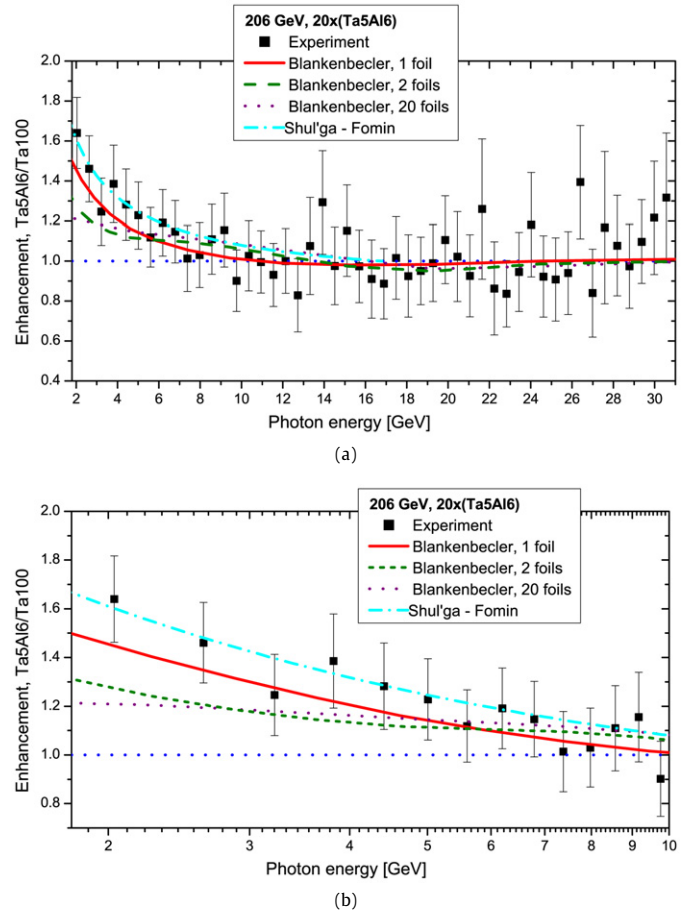 206 GeV, 20x(Ta5Al6)
Experiment
Blankenbecler, 1 foil
Blankenbecler, 2 foils
Blankenbecler, 20 foils
Shul'ga - Fomin
Enhancement, Ta5Al6/Ta100
2.0
1.8
1.6
1.4
1.2
1.0
0.8
0.6
0.4
2 4 6 8 10 12 14 16 18 20 22 24 26 28 30
Photon energy [GeV]
(a)
206 GeV, 20x(Ta5Al6)
Experiment
Blankenbecler, 1 foil
Blankenbecler, 2 foils
Blankenbecler, 20 foils
Shul'ga - Fomin
Enhancement, Ta5Al6/Ta100
2.0
1.8
1.6
1.4
1.2
1.0
0.8
2 3 4 5 6 7 8 9 10
Photon energy [GeV]
(b)